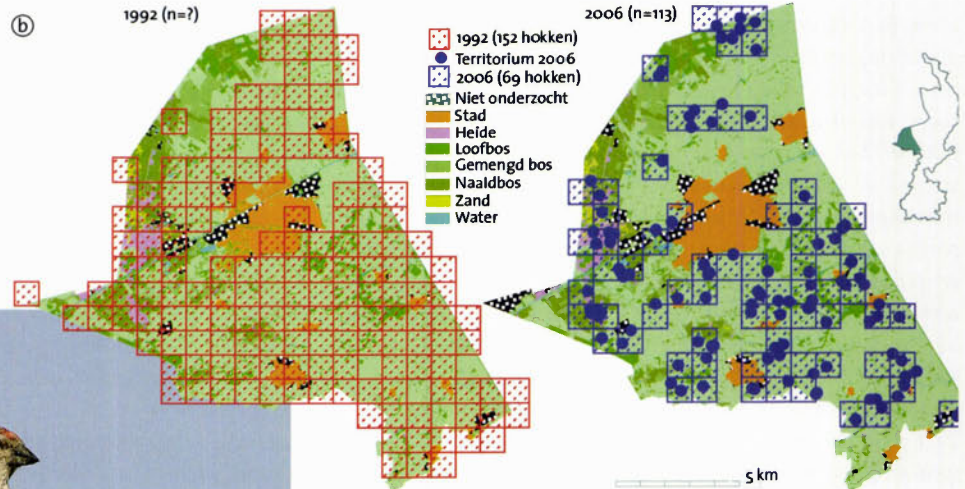 b
1992 (n=?)
2006 (n=113)
1992 (152 hokken)
Territorium 2006
2006 (69 hokken)
Niet onderzocht
Stad
Heide
Loofbos
Gemengd bos
Naaldbos
Zand
Water
5 km